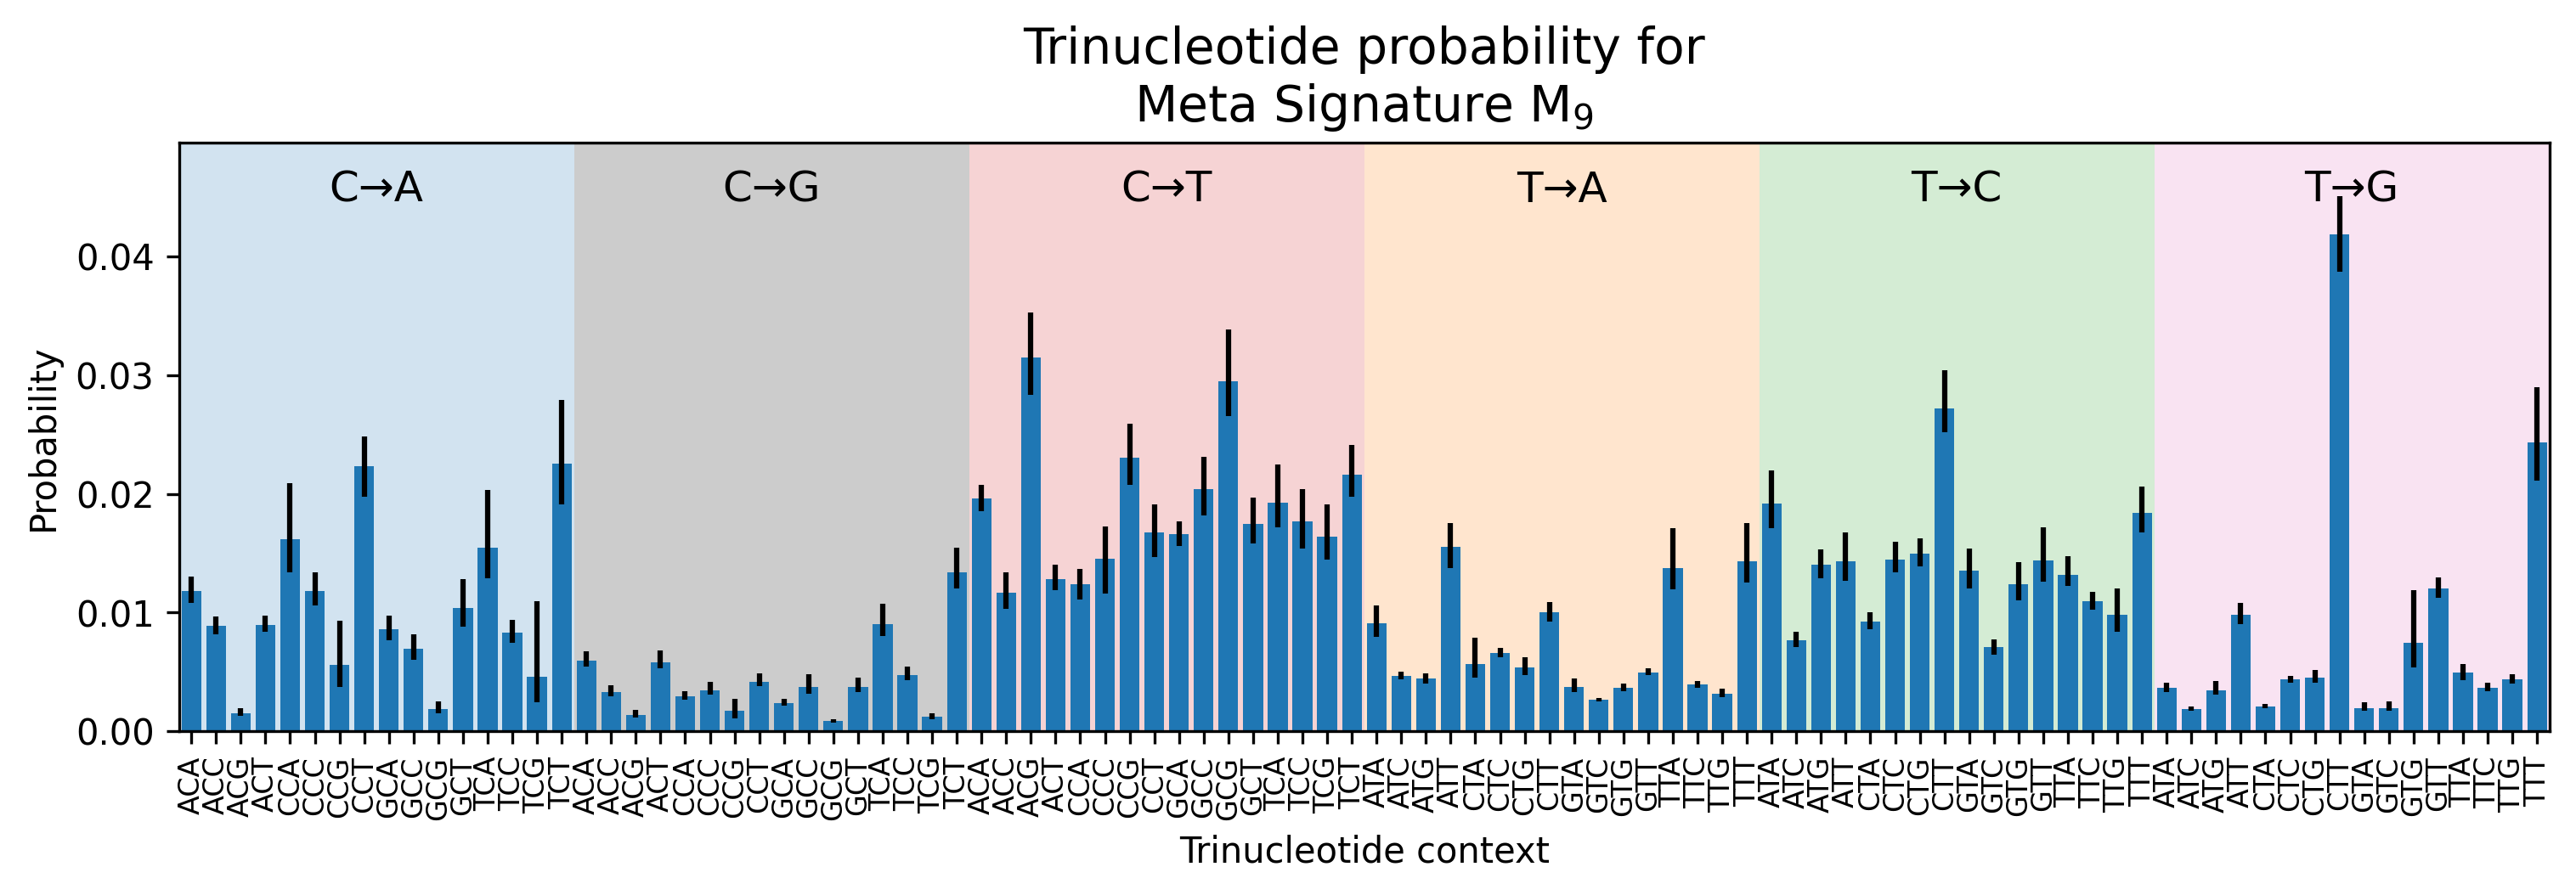 Trinucleotide probability for
Meta Signature M₉
C→A C→G C→T T→A T→C T→G
Probability
0.04
0.03
0.02
0.01
0.00
ACA ACC ACG ACT CCA CCC CCG CCT GCA GCC GCG GCT TCA TCC TCG TCT ACA ACC ACG ACT CCA CCC CCG CCT GCA GCC GCG GCT TCA TCC TCG TCT ACA ACC ACG ACT CCA CCC CCG CCT GCA GCC GCG GCT TCA TCC TCG TCT ATA ATC ATG ATT CTA CTC CTG CTT GTA GTC GTG GTT TTA TTC TTG TTT ATA ATC ATG ATT CTA CTC CTG CTT GTA GTC GTG GTT TTA TTC TTG TTT ATA ATC ATG ATT CTA CTC CTG CTT GTA GTC GTG GTT TTA TTC TTG TTT
Trinucleotide context